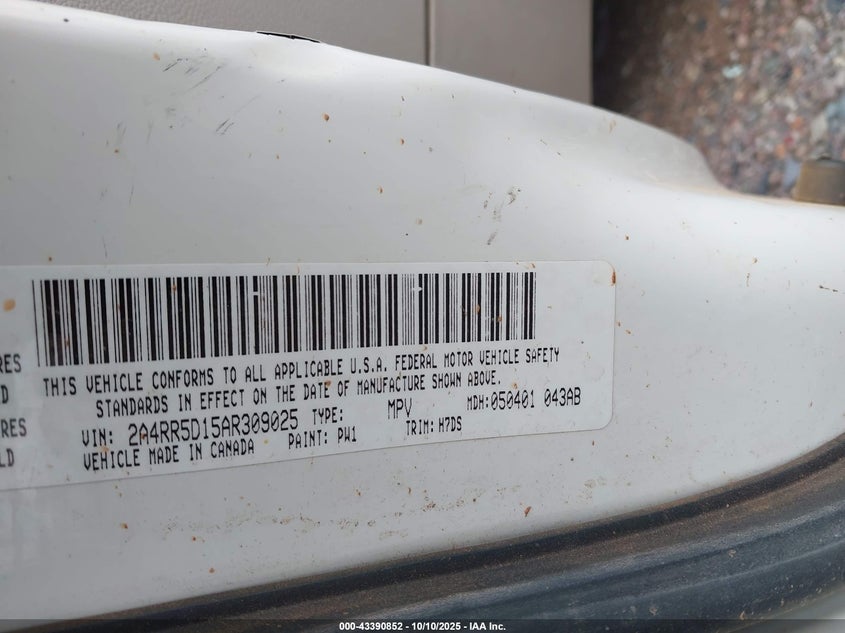 THIS VEHICLE CONFORMS TO ALL APPLICABLE U.S.A. FEDERAL MOTOR VEHICLE SAFETY
STANDARDS IN EFFECT ON THE DATE OF MANUFACTURE SHOWN ABOVE.
VIN: 2A4RR5D15AR309025 TYPE: MPV MDH:050401 043AB
VEHICLE MADE IN CANADA PAINT: PW1 TRIM: H7DS
RES
D
RES
LD
000-43390852 - 10/10/2025 - IAA Inc.